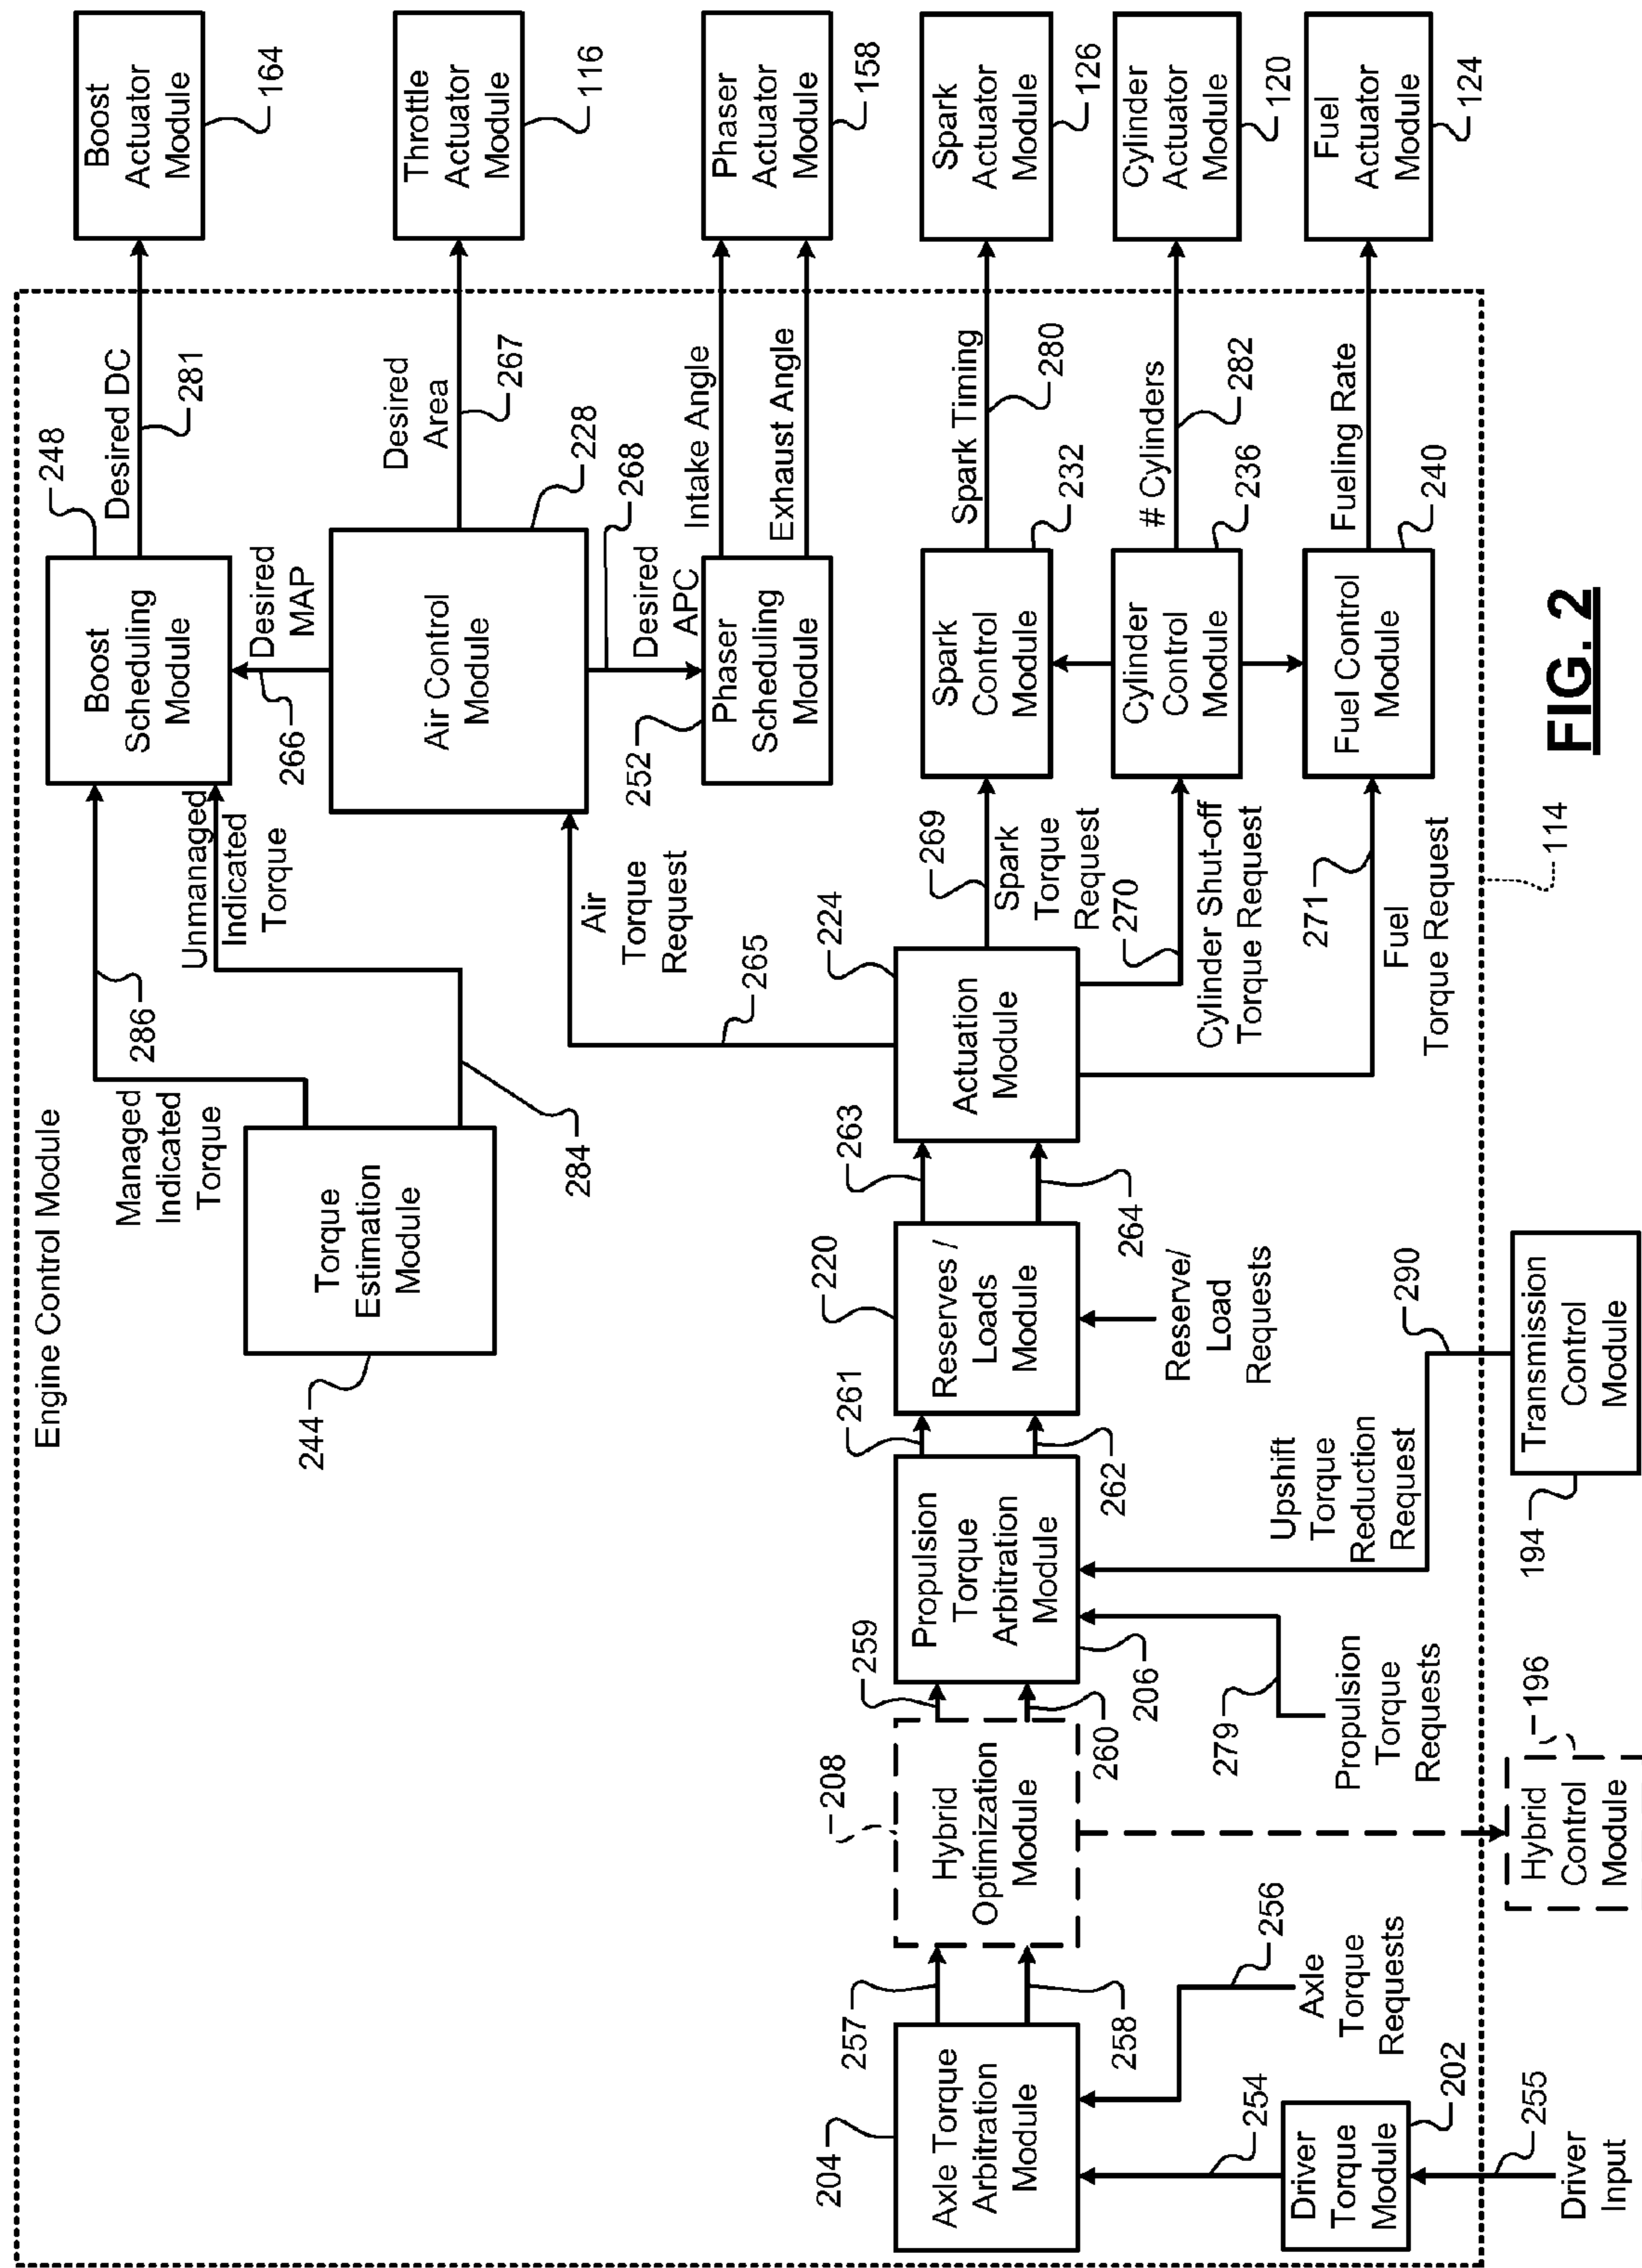 Engine Control Module
Torque
Estimation
Module
244
Managed
Indicated
Torque
286
Unmanaged
Indicated
Torque
284
Boost
Scheduling
Module
248
Desired DC
281
Boost
Actuator
Module
164
Desired
MAP
266
Air Control
Module
228
Desired
Area
267
Throttle
Actuator
Module
116
Desired
APC
268
Phaser
Scheduling
Module
252
Intake Angle
Exhaust Angle
Phaser
Actuator
Module
158
Air
Torque
Request
265
Axle Torque
Arbitration
Module
204
257
258
Hybrid
Optimization
Module
208
259
260
Propulsion
Torque
Arbitration
Module
206
261
262
Reserves /
Loads
Module
220
263
264
Actuation
Module
224
269
Spark
Torque
Request
270
Cylinder Shut-off
Torque Request
271
Fuel
Torque Request
Spark
Control
Module
232
Spark Timing
280
Spark
Actuator
Module
126
Cylinder
Control
Module
236
# Cylinders
282
Cylinder
Actuator
Module
120
Fuel Control
Module
240
Fueling Rate
Fuel
Actuator
Module
124
254
256
Axle
Torque
Requests
Driver
Torque
Module
202
255
Driver
Input
279
Propulsion
Torque
Requests
Upshift
Torque
Reduction
Request
290
Reserve/
Load
Requests
114
Hybrid
Control
Module
196
Transmission
Control
Module
194
FIG. 2